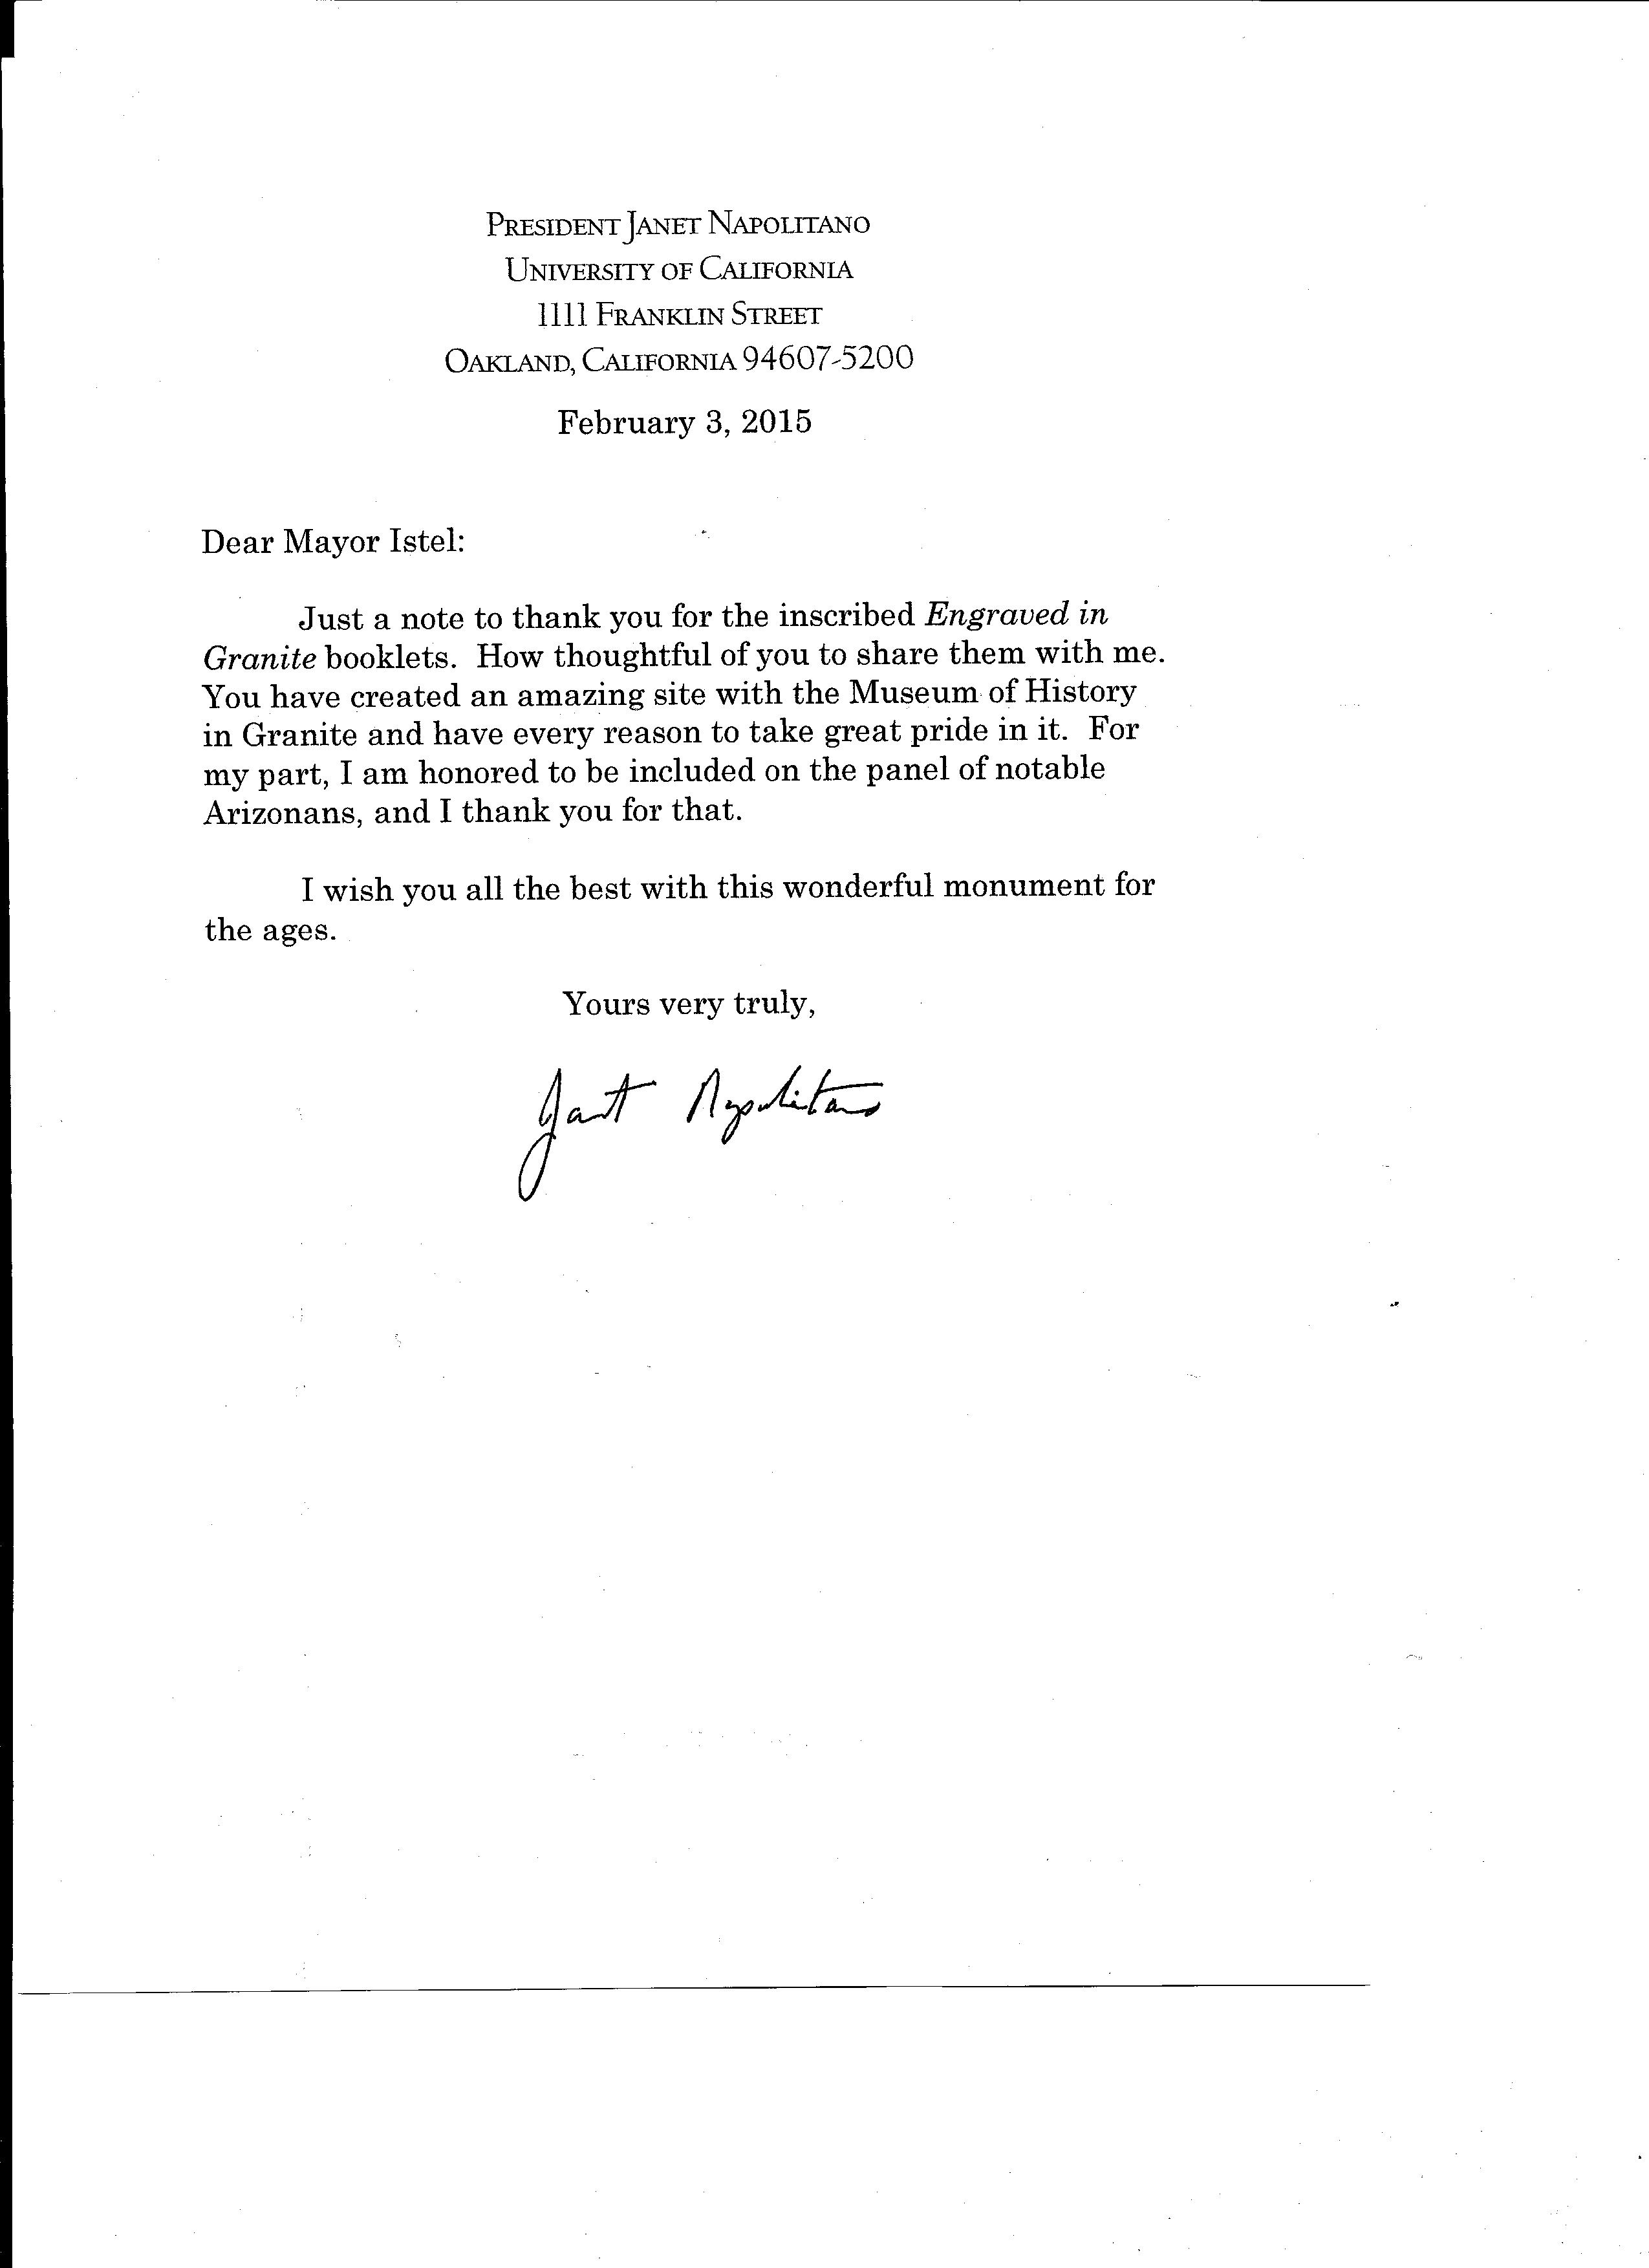 President Janet Napolitano
University of California
1111 Franklin Street
Oakland, California 94607-5200
February 3, 2015
Dear Mayor Istel:
Just a note to thank you for the inscribed Engraved in
Granite booklets. How thoughtful of you to share them with me.
You have created an amazing site with the Museum of History
in Granite and have every reason to take great pride in it. For
my part, I am honored to be included on the panel of notable
Arizonans, and I thank you for that.
I wish you all the best with this wonderful monument for
the ages.
Yours very truly,
Janet Napolitano